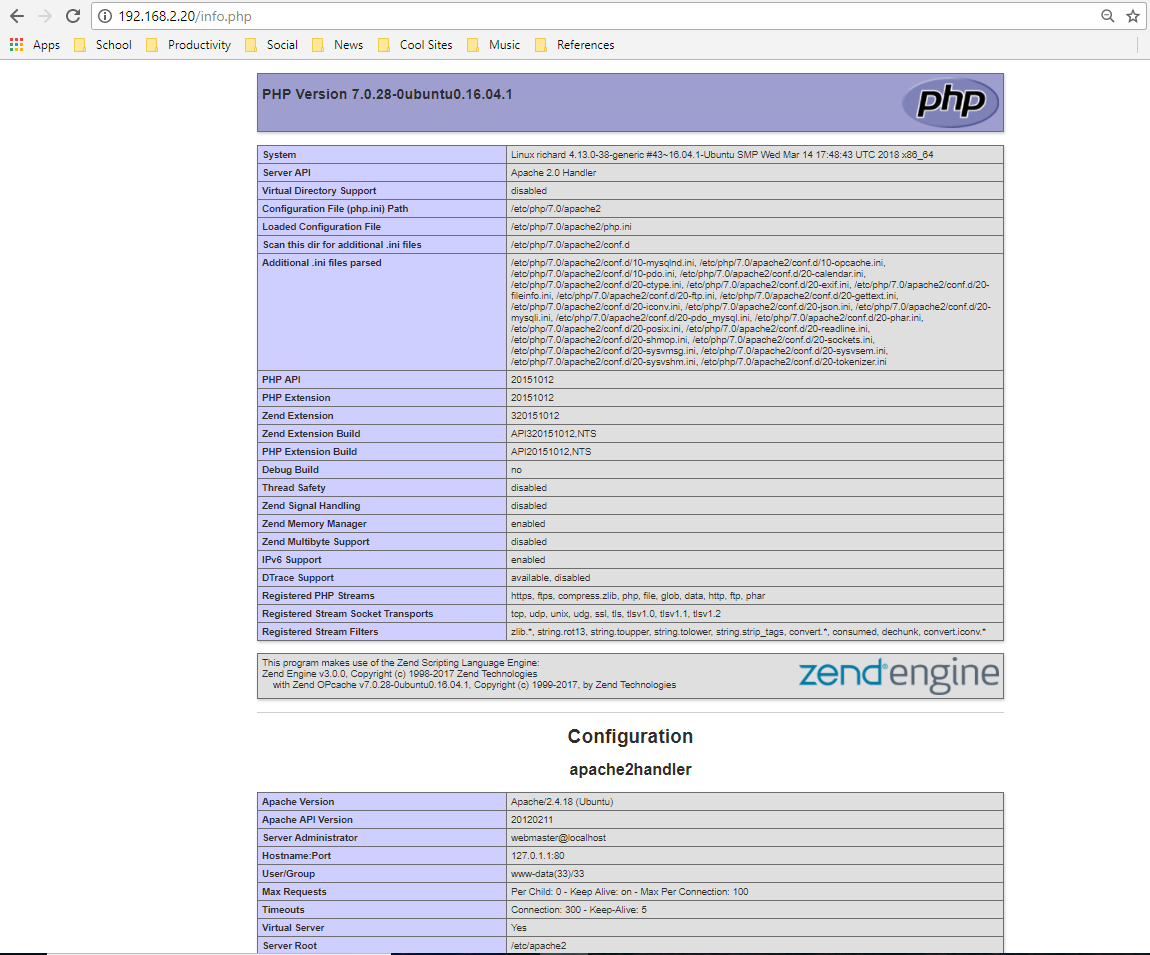 192.168.2.20/info.php
Apps School Productivity Social News Cool Sites Music References
PHP Version 7.0.28-0ubuntu0.16.04.1
php
System Linux richard 4.13.0-38-generic #43~16.04.1-Ubuntu SMP Wed Mar 14 17:48:43 UTC 2018 x86_64
Server API Apache 2.0 Handler
Virtual Directory Support disabled
Configuration File (php.ini) Path /etc/php/7.0/apache2
Loaded Configuration File /etc/php/7.0/apache2/php.ini
Scan this dir for additional .ini files /etc/php/7.0/apache2/conf.d
Additional .ini files parsed /etc/php/7.0/apache2/conf.d/10-mysqlnd.ini, /etc/php/7.0/apache2/conf.d/10-opcache.ini,
/etc/php/7.0/apache2/conf.d/10-pdo.ini, /etc/php/7.0/apache2/conf.d/20-calendar.ini,
/etc/php/7.0/apache2/conf.d/20-ctype.ini, /etc/php/7.0/apache2/conf.d/20-exif.ini, /etc/php/7.0/apache2/conf.d/20-
fileinfo.ini, /etc/php/7.0/apache2/conf.d/20-ftp.ini, /etc/php/7.0/apache2/conf.d/20-gettext.ini,
/etc/php/7.0/apache2/conf.d/20-iconv.ini, /etc/php/7.0/apache2/conf.d/20-json.ini, /etc/php/7.0/apache2/conf.d/20-
mysqli.ini, /etc/php/7.0/apache2/conf.d/20-pdo_mysql.ini, /etc/php/7.0/apache2/conf.d/20-phar.ini,
/etc/php/7.0/apache2/conf.d/20-posix.ini, /etc/php/7.0/apache2/conf.d/20-readline.ini,
/etc/php/7.0/apache2/conf.d/20-shmop.ini, /etc/php/7.0/apache2/conf.d/20-sockets.ini,
/etc/php/7.0/apache2/conf.d/20-sysvmsg.ini, /etc/php/7.0/apache2/conf.d/20-sysvsem.ini,
/etc/php/7.0/apache2/conf.d/20-sysvshm.ini, /etc/php/7.0/apache2/conf.d/20-tokenizer.ini
PHP API 20151012
PHP Extension 20151012
Zend Extension 320151012
Zend Extension Build API320151012,NTS
PHP Extension Build API20151012,NTS
Debug Build no
Thread Safety disabled
Zend Signal Handling disabled
Zend Memory Manager enabled
Zend Multibyte Support disabled
IPv6 Support enabled
DTrace Support available, disabled
Registered PHP Streams https, ftps, compress.zlib, php, file, glob, data, http, ftp, phar
Registered Stream Socket Transports tcp, udp, unix, udg, ssl, tls, tlsv1.0, tlsv1.1, tlsv1.2
Registered Stream Filters zlib.*, string.rot13, string.toupper, string.tolower, string.strip_tags, convert.*, consumed, dechunk, convert.iconv.*
This program makes use of the Zend Scripting Language Engine:
Zend Engine v3.0.0, Copyright (c) 1998-2017 Zend Technologies
with Zend OPcache v7.0.28-0ubuntu0.16.04.1, Copyright (c) 1999-2017, by Zend Technologies
zend® engine
Configuration
apache2handler
Apache Version Apache/2.4.18 (Ubuntu)
Apache API Version 20120211
Server Administrator webmaster@localhost
Hostname:Port 127.0.1.1:80
User/Group www-data(33)/33
Max Requests Per Child: 0 - Keep Alive: on - Max Per Connection: 100
Timeouts Connection: 300 - Keep-Alive: 5
Virtual Server Yes
Server Root /etc/apache2